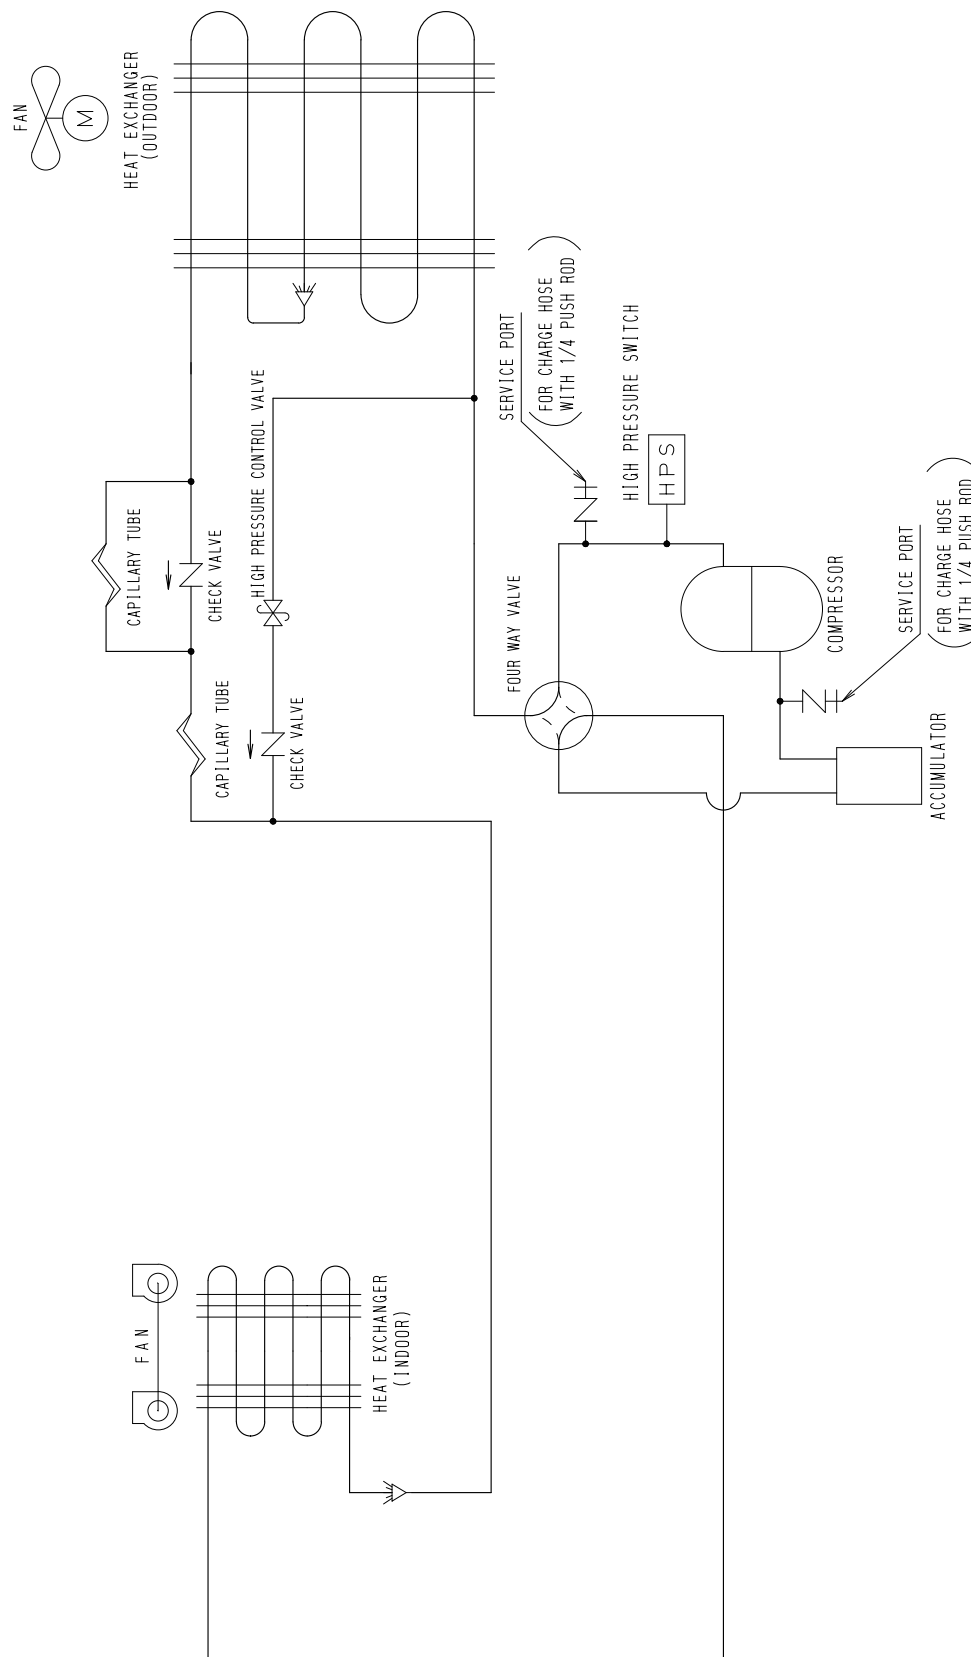 FAN
M
HEAT EXCHANGER
(OUTDOOR)
SERVICE PORT
FOR CHARGE HOSE
WITH 1/4 PUSH ROD
HIGH PRESSURE SWITCH
HPS
HIGH PRESSURE CONTROL VALVE
CAPILLARY TUBE
CHECK VALVE
FOUR WAY VALVE
COMPRESSOR
SERVICE PORT
(FOR CHARGE HOSE
WITH 1/4 PUSH ROD)
CAPILLARY TUBE
CHECK VALVE
ACCUMULATOR
FAN
HEAT EXCHANGER
(INDOOR)